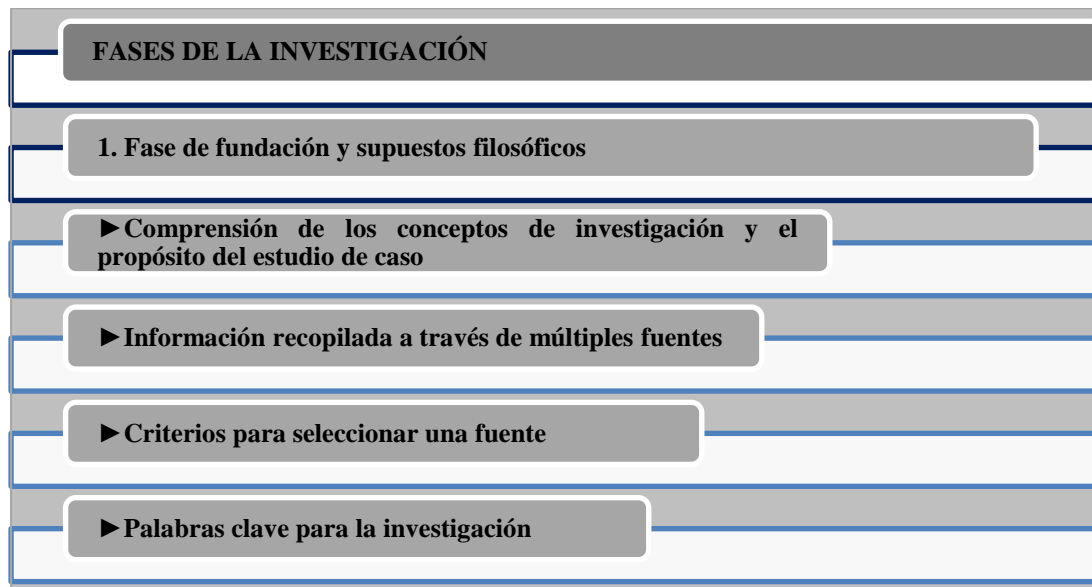 FASES DE LA INVESTIGACIÓN
1. Fase de fundación y supuestos filosóficos
►Comprensión de los conceptos de investigación y el
propósito del estudio de caso
►Información recopilada a través de múltiples fuentes
►Criterios para seleccionar una fuente
►Palabras clave para la investigación